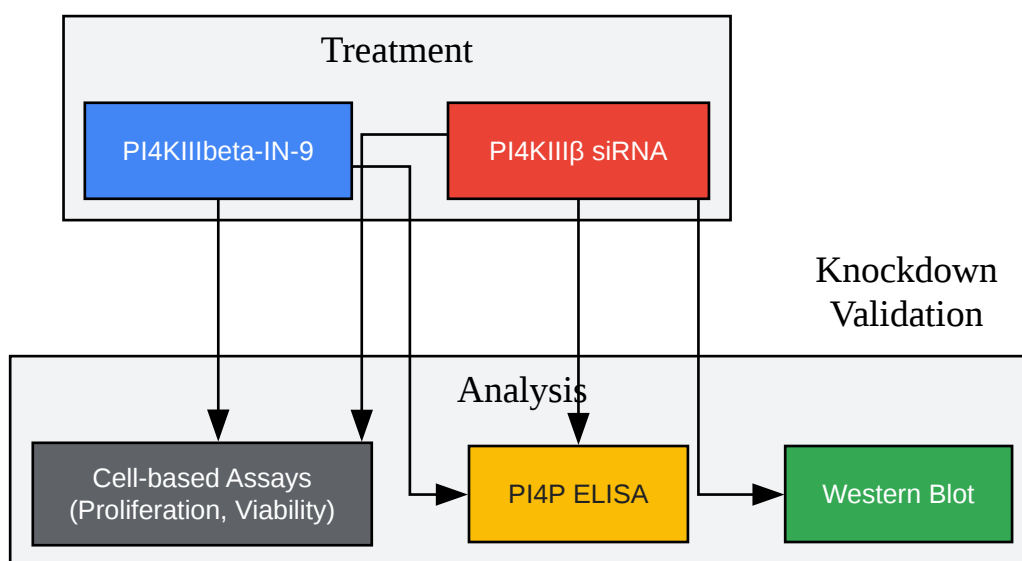 Treatment
PI4KIIIbeta-IN-9
PI4KIIIβ siRNA
Knockdown
Validation
Analysis
Cell-based Assays
(Proliferation, Viability)
PI4P ELISA
Western Blot